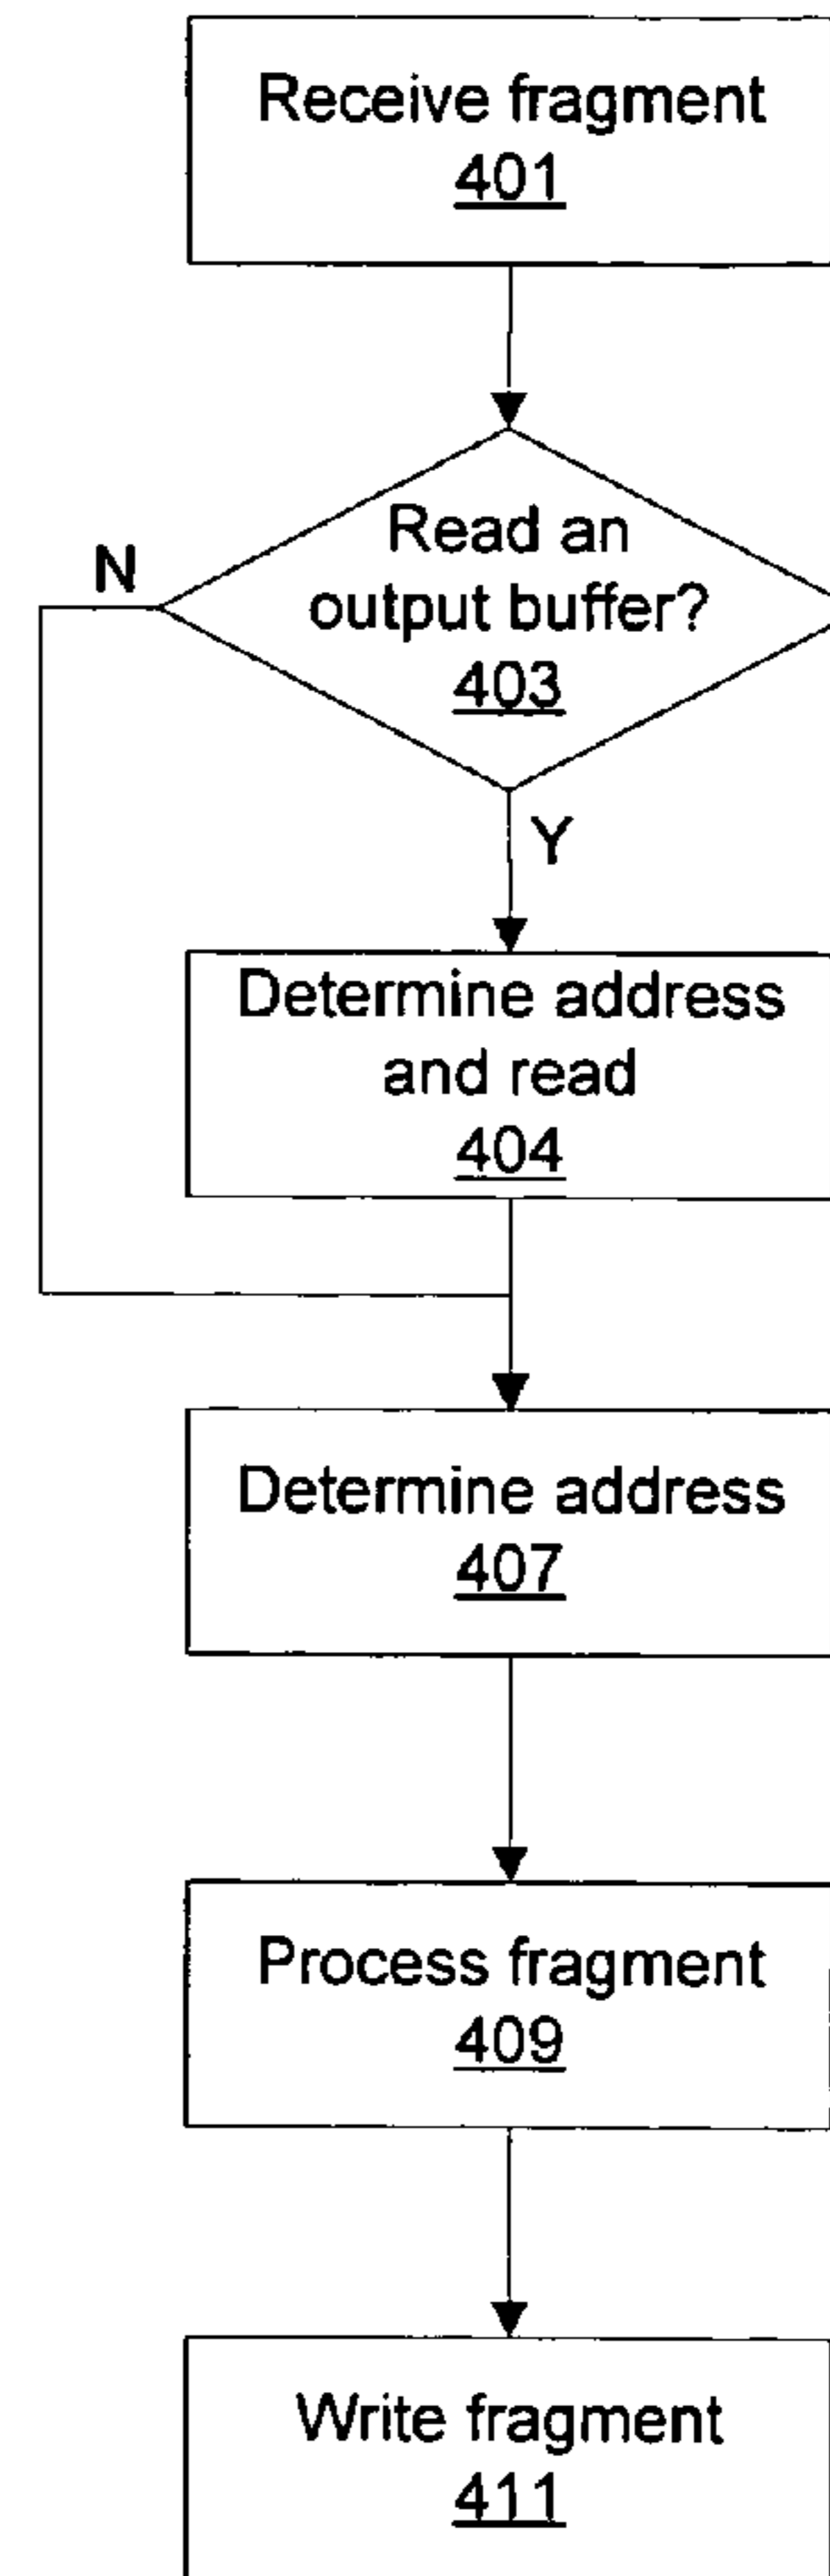 Receive fragment
401
Read an
output buffer?
403
N
Y
Determine address
and read
404
Determine address
407
Process fragment
409
Write fragment
411